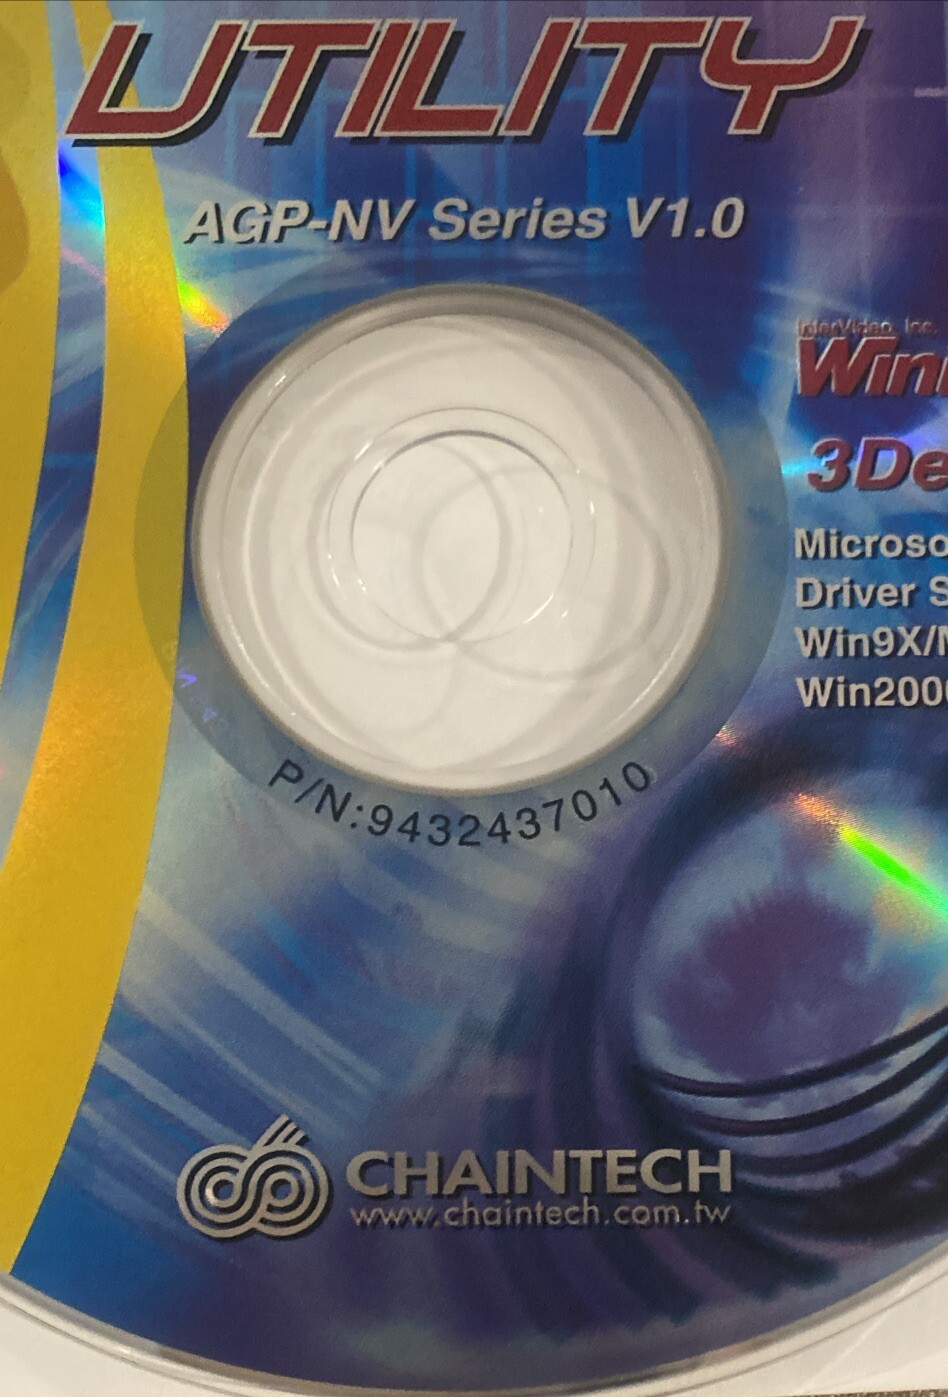 UTILITY
AGP-NV Series V1.0
InterVideo, Inc.
Win
3De
Microso
Driver S
Win9X/M
Win2000
P/N:9432437010
CHAINTECH
www.chaintech.com.tw